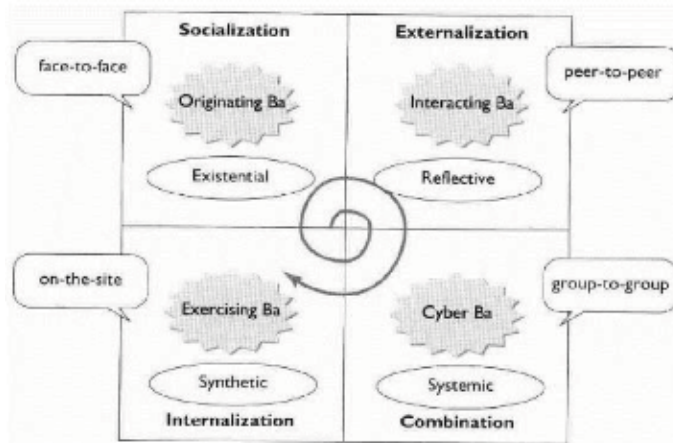 Socialization
Externalization
face-to-face
peer-to-peer
Originating Ba
Interacting Ba
Existential
Reflective
on-the-site
group-to-group
Exercising Ba
Cyber Ba
Synthetic
Systemic
Internalization
Combination